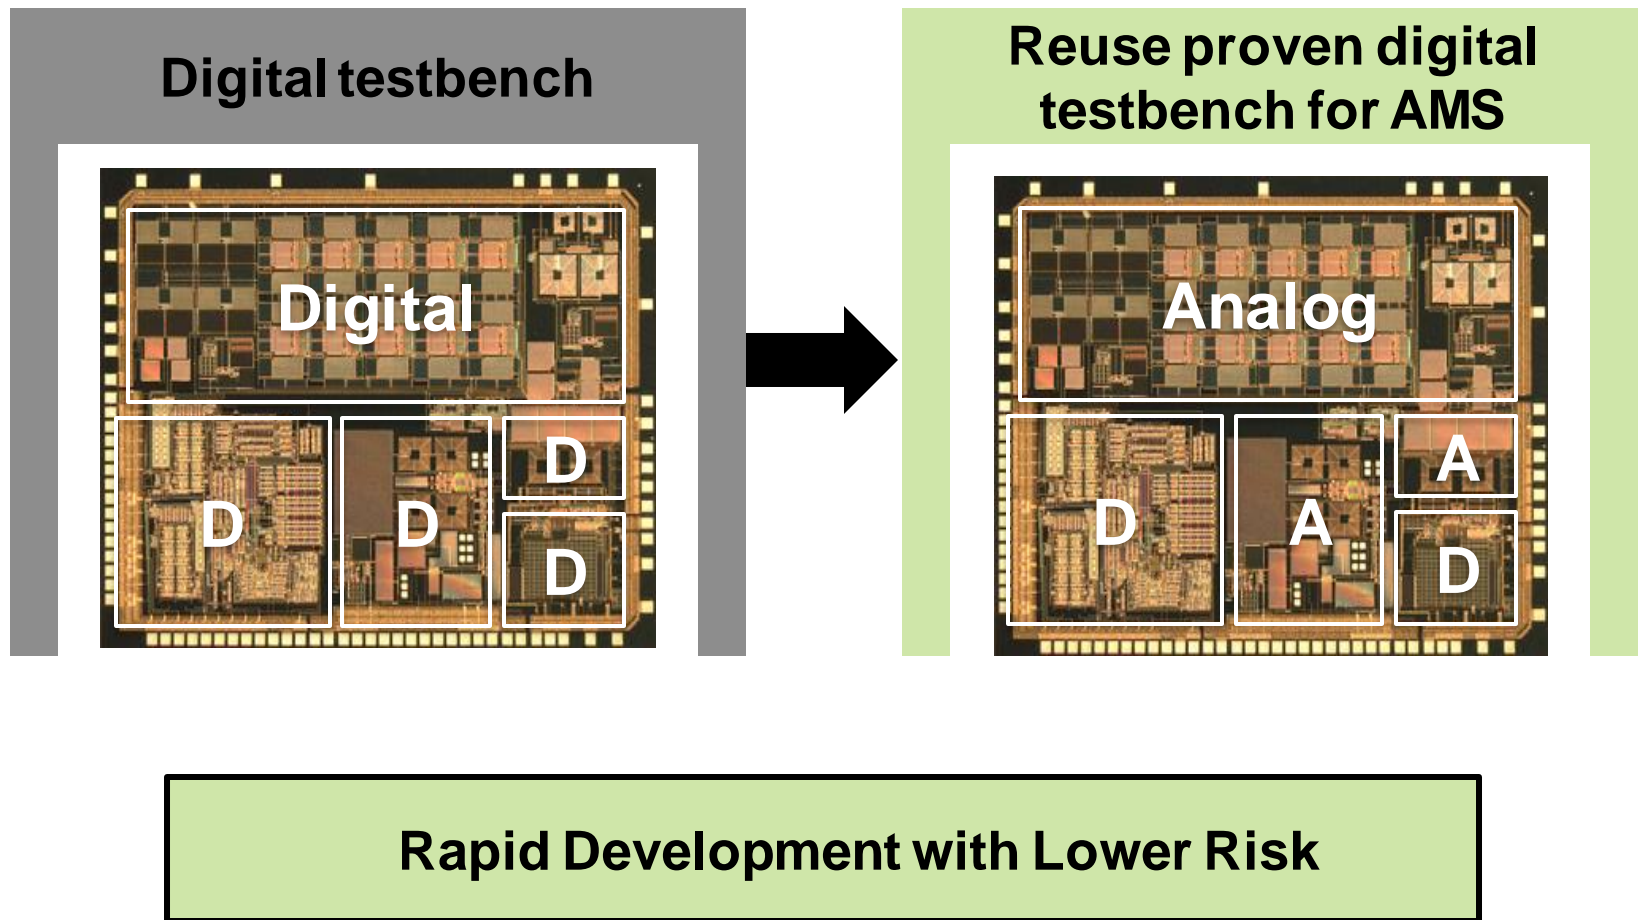 Digital testbench
Reuse proven digital
testbench for AMS
Digital
D
D
D
D
Analog
D
A
A
D
Rapid Development with Lower Risk